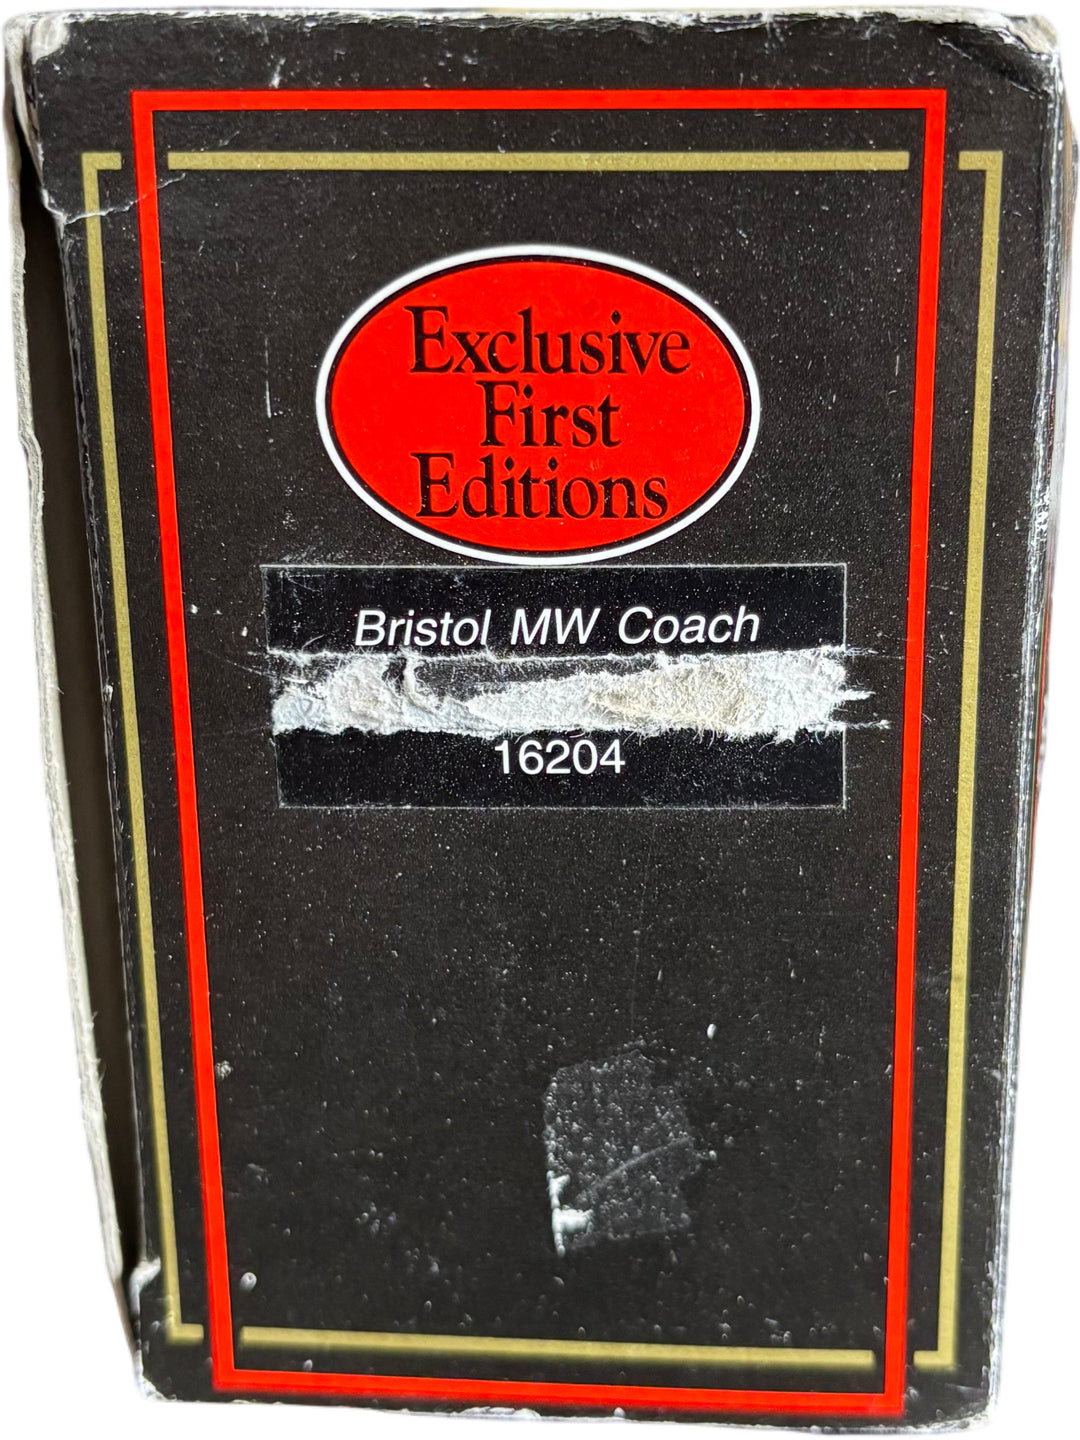 Exclusive
First
Editions
Bristol MW Coach
16204